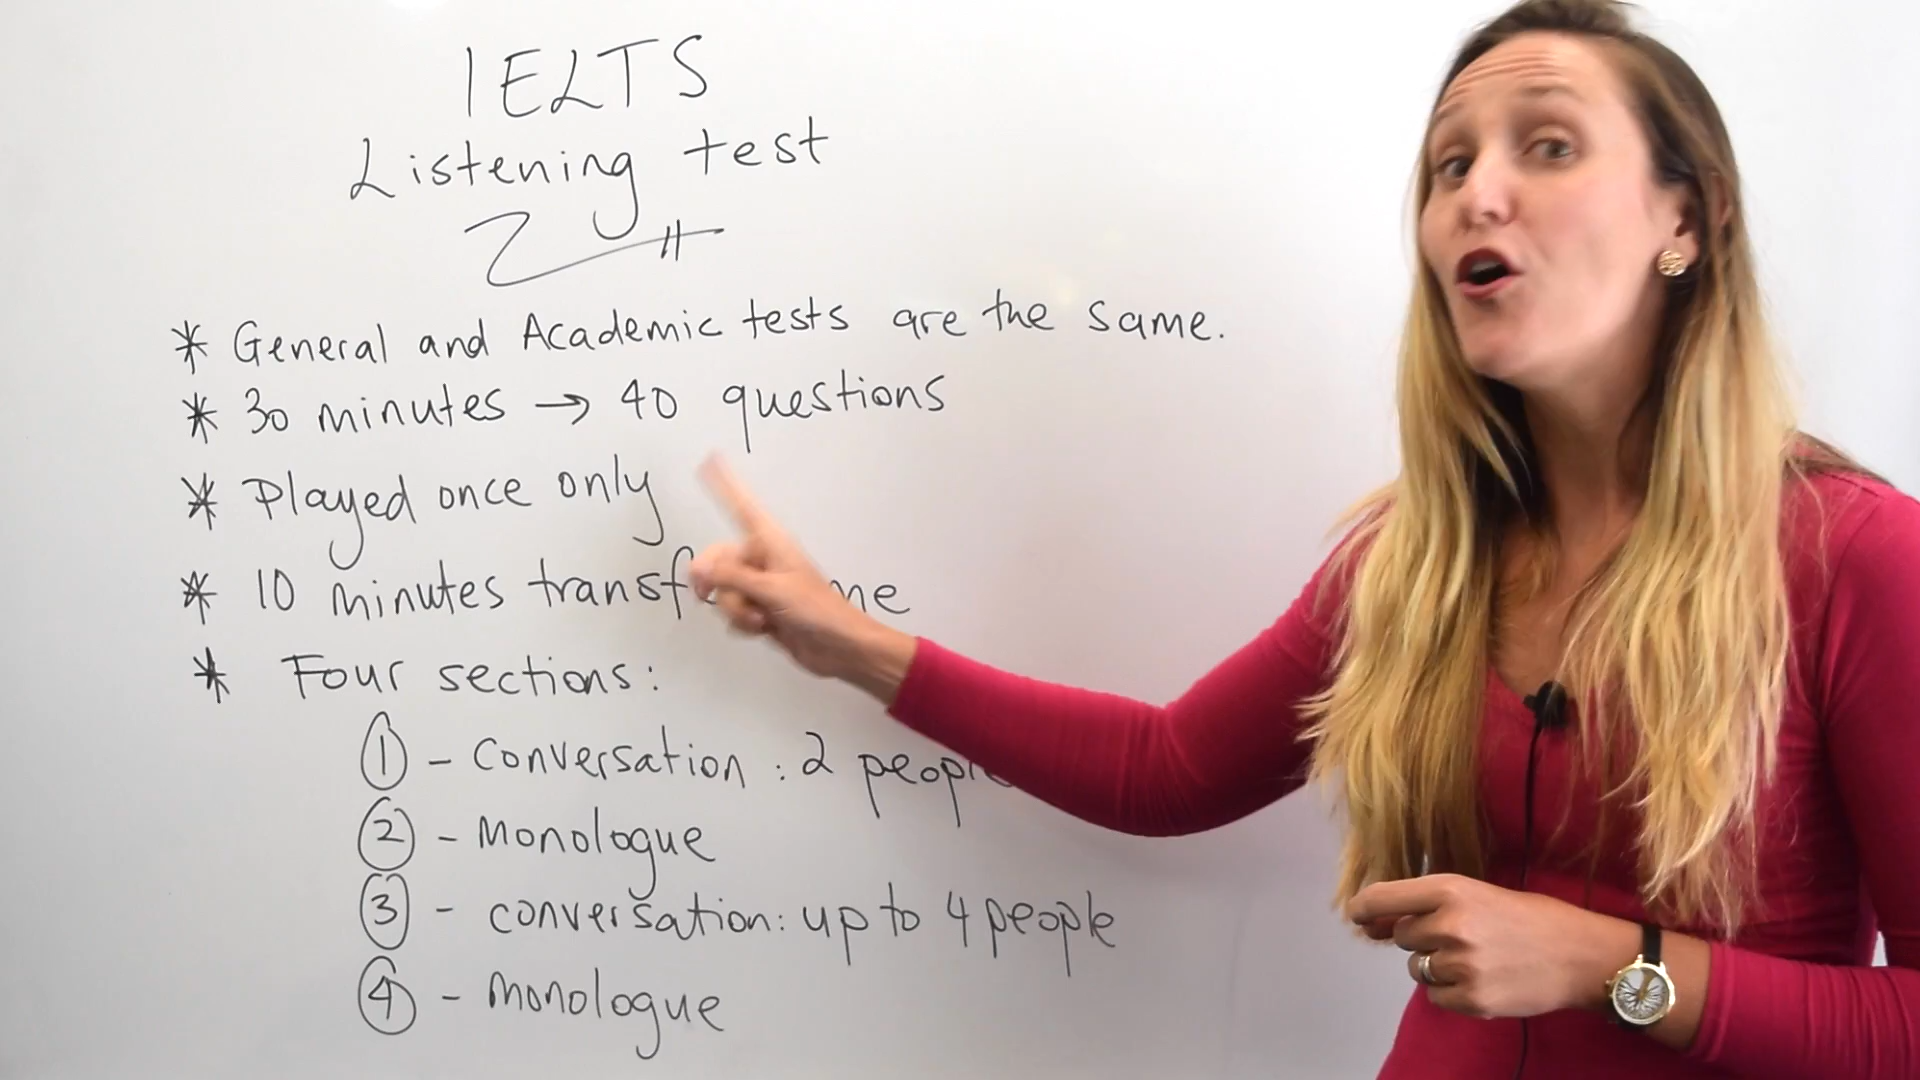 IELTS
Listening test
* General and Academic tests are the same.
* 30 minutes → 40 questions
* Played once only
* 10 minutes
* Four sections:
① - Conversation : 2 people
② - Monologue
③ - conversation: up to 4 people
④ - monologue